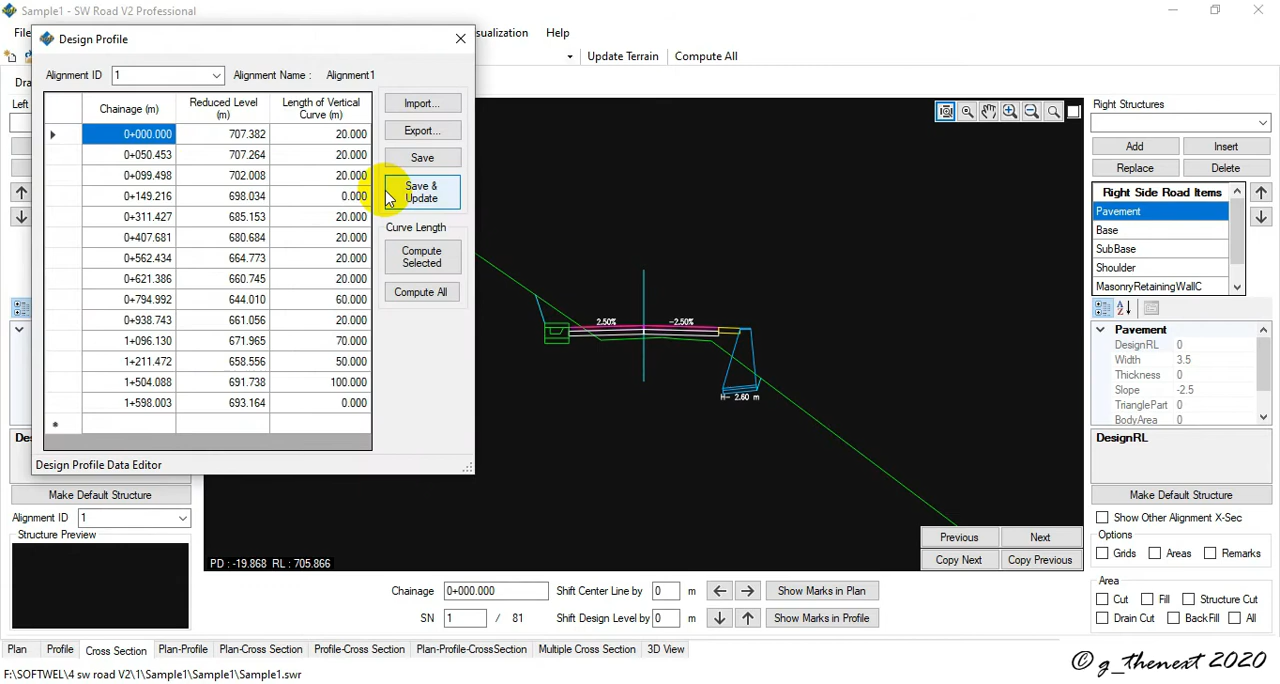 Sample1 - SW Road V2 Professional
Design Profile
File
ualization
Help
Update Terrain
Compute All
Alignment ID
1
Alignment Name :
Alignment1
Dra
Left
Chainage (m)
Reduced Level (m)
Length of Vertical Curve (m)
0+000.000 707.382 20.000
0+050.453 707.264 20.000
0+099.498 702.008 20.000
0+149.216 698.034 0.000
0+311.427 685.153 20.000
0+407.681 680.684 20.000
0+562.434 664.773 20.000
0+621.386 660.745 20.000
0+794.992 644.010 60.000
0+938.743 661.056 20.000
1+096.130 671.965 70.000
1+211.472 658.556 50.000
1+504.088 691.738 100.000
1+598.003 693.164 0.000
*
Import...
Export...
Save
Save &
Update
Curve Length
Compute
Selected
Compute All
Design Profile Data Editor
De
Make Default Structure
Alignment ID
1
Structure Preview
2.50%
-2.50%
H= 2.60 m
PD : -19.868 RL : 705.866
Previous
Next
Copy Next
Copy Previous
Right Structures
Add
Insert
Replace
Delete
Right Side Road Items
Pavement
Base
SubBase
Shoulder
MasonryRetainingWallC
Pavement
DesignRL 0
Width 3.5
Thickness 0
Slope -2.5
TrianglePart 0
BodyArea 0
DesignRL
Make Default Structure
Show Other Alignment X-Sec
Options
Grids
Areas
Remarks
Area
Cut
Fill
Structure Cut
Drain Cut
BackFill
All
Chainage
0+000.000
Shift Center Line by
0
m
Show Marks in Plan
SN
1
/ 81
Shift Design Level by
0
m
Show Marks in Profile
Plan
Profile
Cross Section
Plan-Profile
Plan-Cross Section
Profile-Cross Section
Plan-Profile-CrossSection
Multiple Cross Section
3D View
F:\SOFTWEL\4 sw road V2\1\Sample1\Sample1\Sample1.swr
© g_thenext 2020